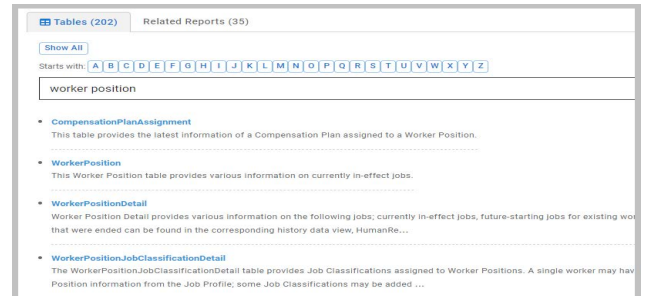 Tables (202) Related Reports (35)
Show All
Starts with: A B C D E F G H I J K L M N O P Q R S T U V W X Y Z
worker position
CompensationPlanAssignment
This table provides the latest information of a Compensation Plan assigned to a Worker Position.
WorkerPosition
This Worker Position table provides various information on currently in-effect jobs.
WorkerPositionDetail
Worker Position Detail provides various information on the following jobs; currently in-effect jobs, future-starting jobs for existing wor
that were ended can be found in the corresponding history data view, HumanRe...
WorkerPositionJobClassificationDetail
The WorkerPositionJobClassificationDetail table provides Job Classifications assigned to Worker Positions. A single worker may hav
Position information from the Job Profile; some Job Classifications may be added ...